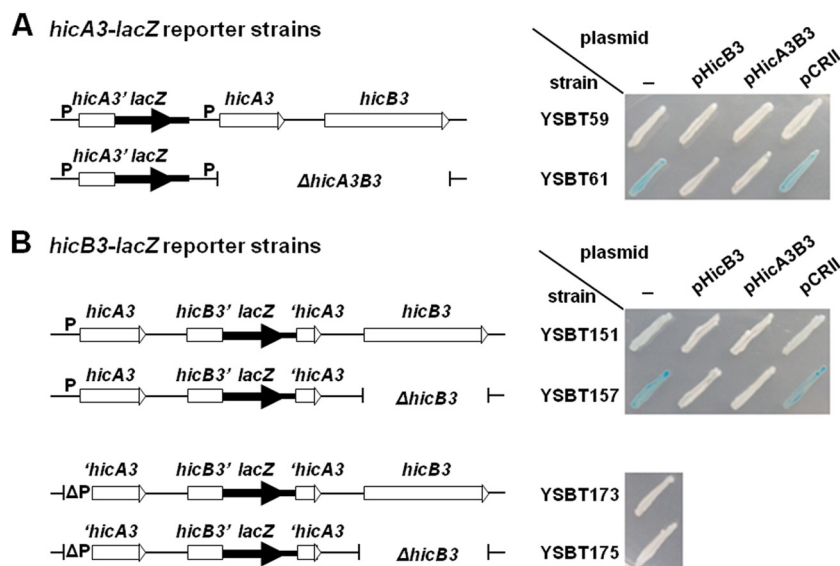 A hicA3-lacZ reporter strains
plasmid
strain – pHicB3 pHicA3B3 pCRII
P hicA3' lacZ P hicA3 hicB3 YSBT59
P hicA3' lacZ P ΔhicA3B3 YSBT61
B hicB3-lacZ reporter strains
plasmid
strain – pHicB3 pHicA3B3 pCRII
P hicA3 hicB3' lacZ 'hicA3 hicB3 YSBT151
P hicA3 hicB3' lacZ 'hicA3 ΔhicB3 YSBT157
ΔP 'hicA3 hicB3' lacZ 'hicA3 hicB3 YSBT173
ΔP 'hicA3 hicB3' lacZ 'hicA3 ΔhicB3 YSBT175